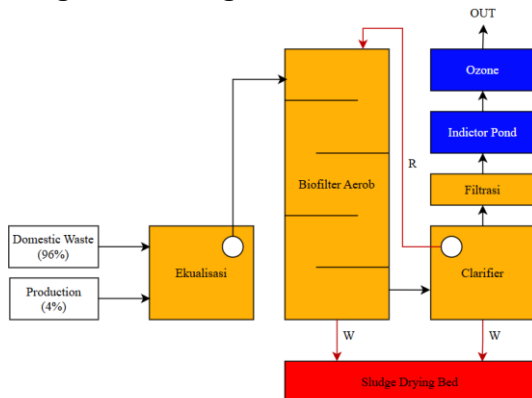 OUT
Ozone
Indictor Pond
R
Biofilter Aerob
Filtrasi
Domestic Waste
(96%)
Ekualisasi
Clarifier
Production
(4%)
W
W
Sludge Drying Bed